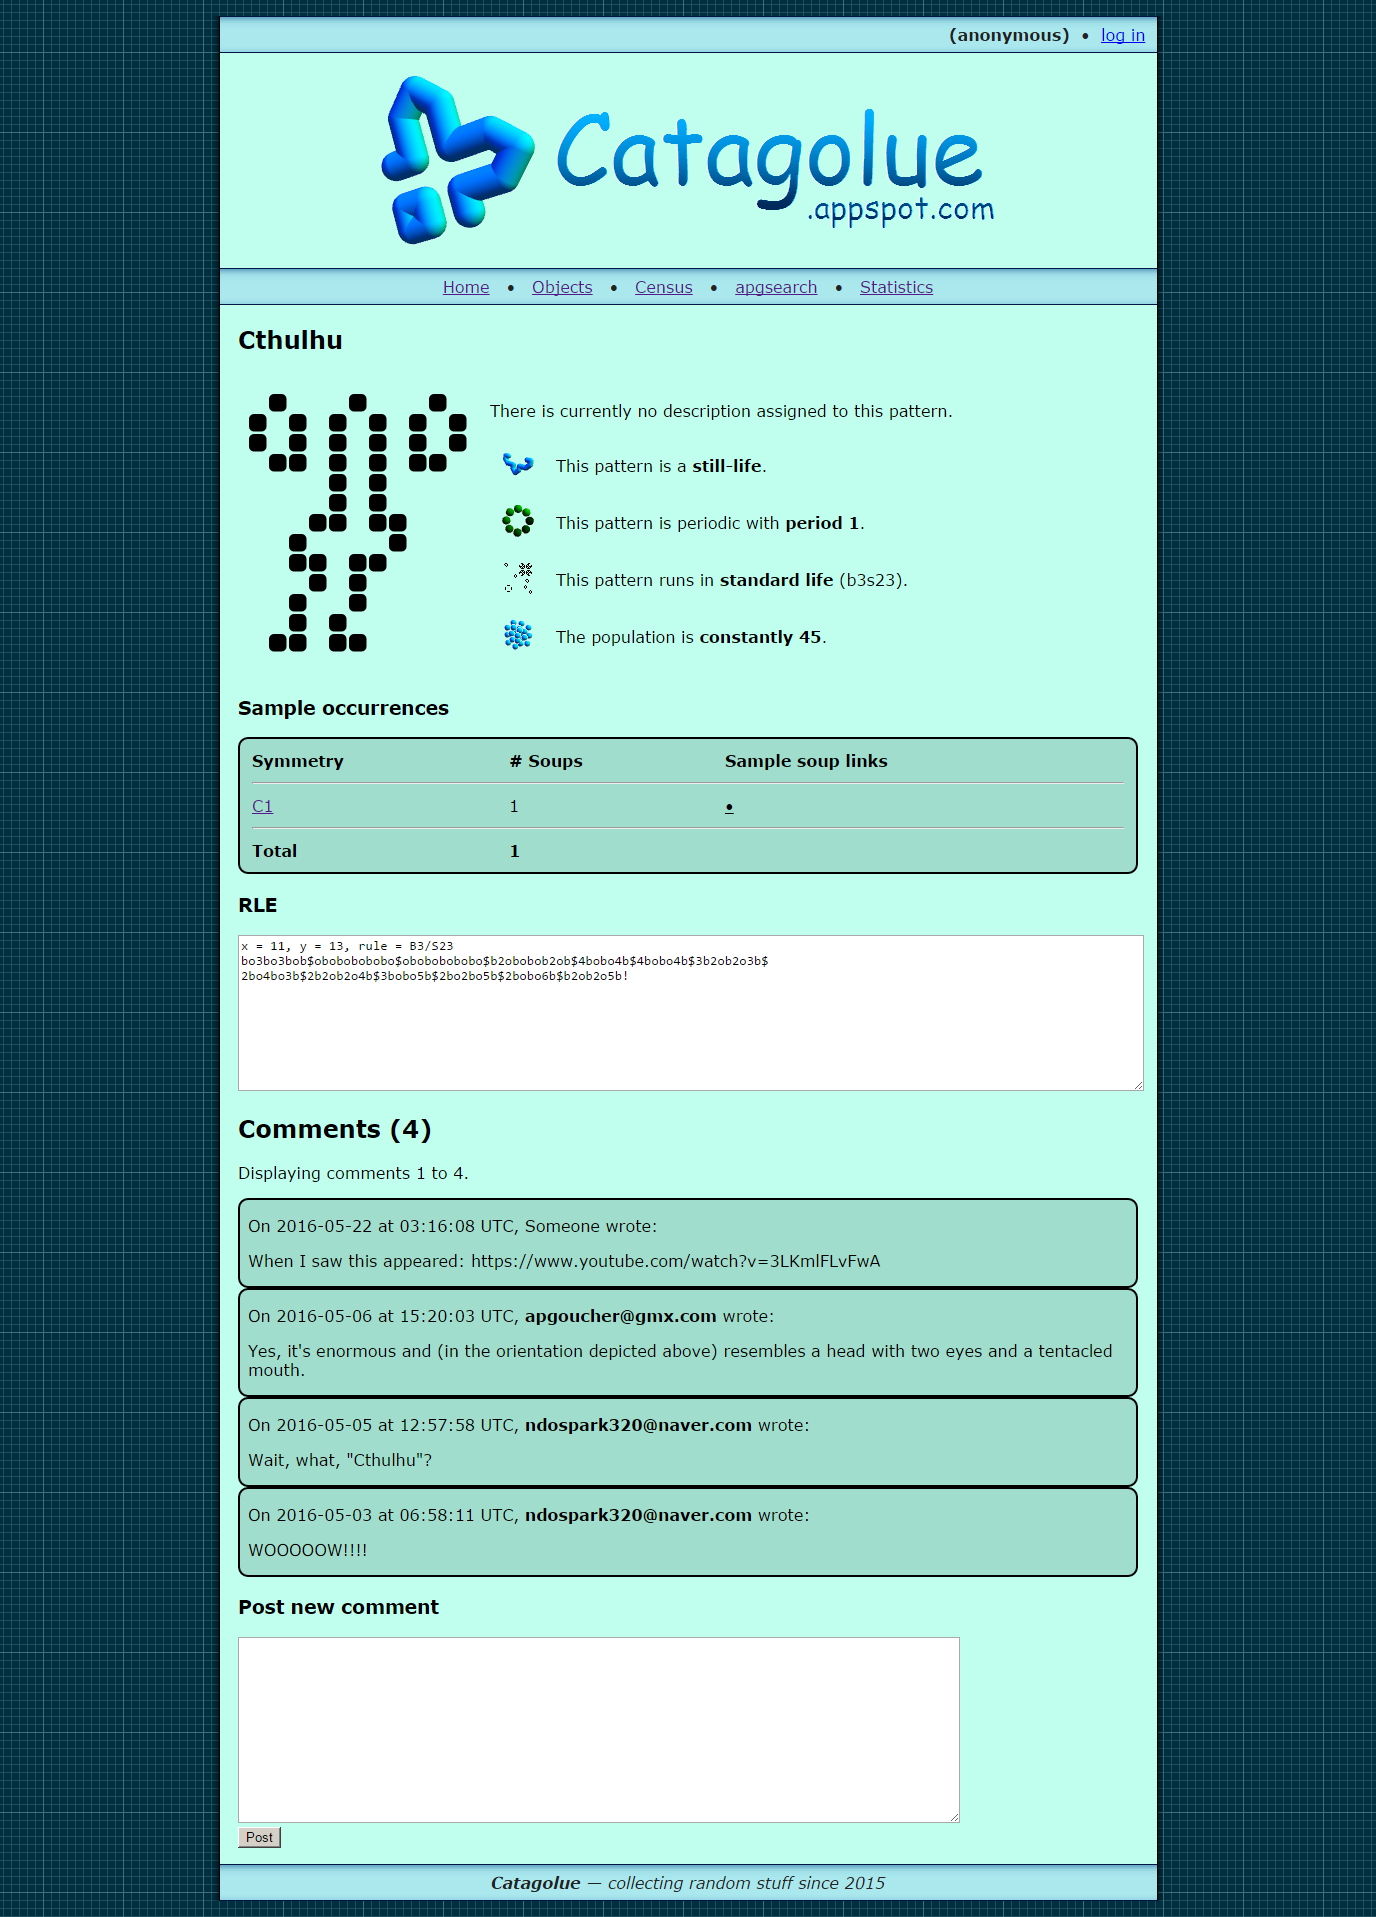 (anonymous) • log in
Catagolue
.appspot.com
Home • Objects • Census • apgsearch • Statistics
Cthulhu
There is currently no description assigned to this pattern.
This pattern is a still-life.
This pattern is periodic with period 1.
This pattern runs in standard life (b3s23).
The population is constantly 45.
Sample occurrences
Symmetry # Soups Sample soup links
C1 1 •
Total 1
RLE
x = 11, y = 13, rule = B3/S23
bo3bo3bob$obobobobobo$obobobobobo$b2obobob2ob$4bobo4b$4bobo4b$3b2ob2o3b$
2bo4bo3b$2b2ob2o4b$3bobo5b$2bo2bo5b$2bobo6b$b2ob2o5b!
Comments (4)
Displaying comments 1 to 4.
On 2016-05-22 at 03:16:08 UTC, Someone wrote:
When I saw this appeared: https://www.youtube.com/watch?v=3LKmlFLvFwA
On 2016-05-06 at 15:20:03 UTC, apgoucher@gmx.com wrote:
Yes, it's enormous and (in the orientation depicted above) resembles a head with two eyes and a tentacled
mouth.
On 2016-05-05 at 12:57:58 UTC, ndospark320@naver.com wrote:
Wait, what, "Cthulhu"?
On 2016-05-03 at 06:58:11 UTC, ndospark320@naver.com wrote:
WOOOOOW!!!!
Post new comment
Post
Catagolue — collecting random stuff since 2015